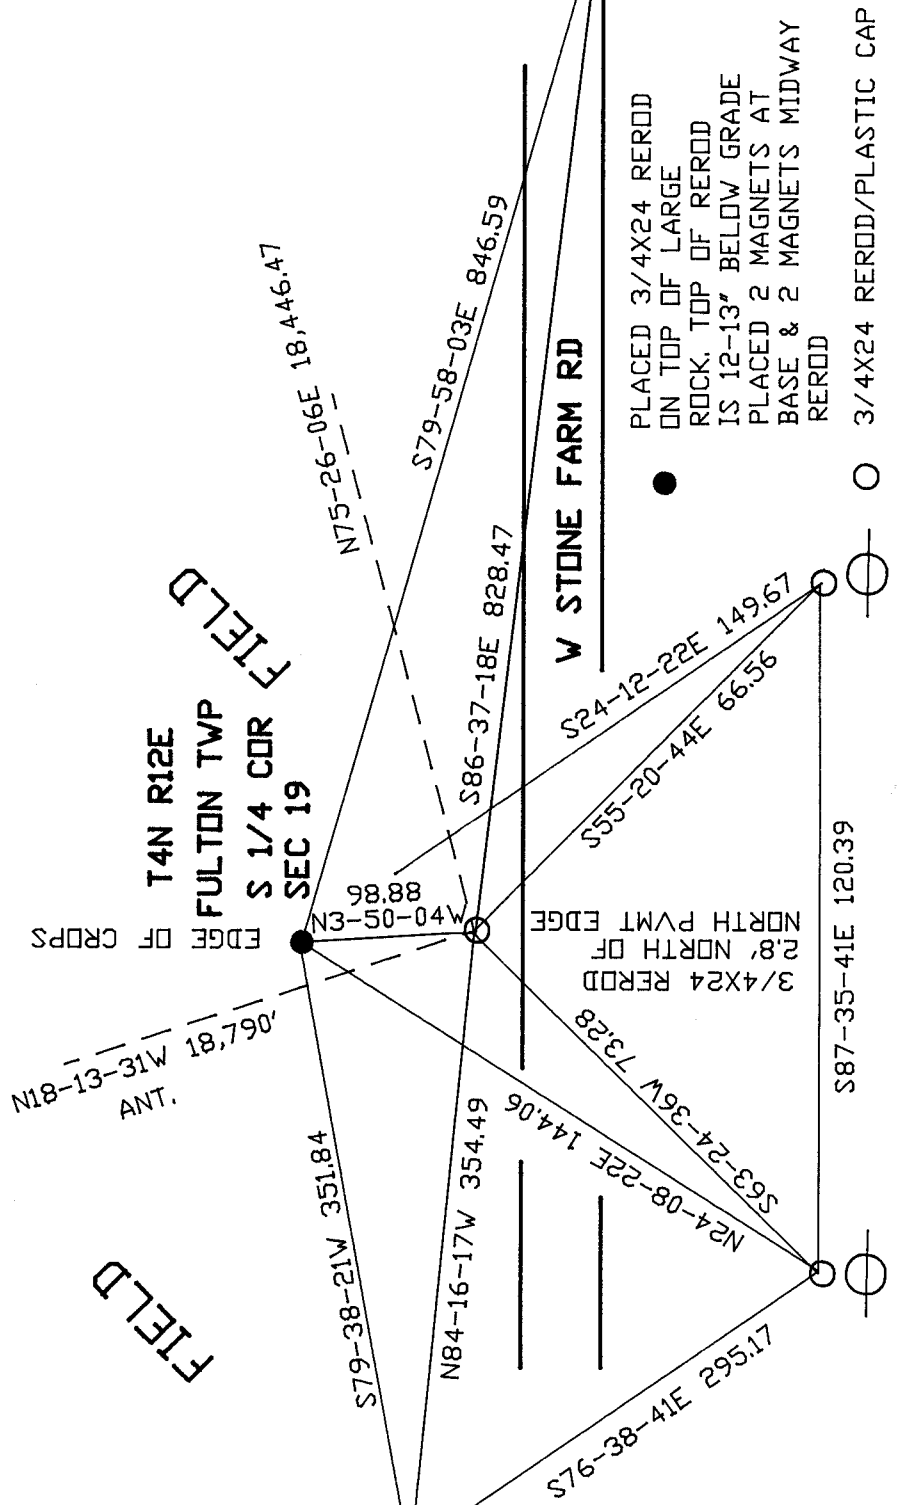 FIELD
FIELD
T4N R12E
FULTON TWP
S 1/4 COR
SEC 19
EDGE OF CROPS
N18-13-31W 18,790'
ANT.
N75-26-06E 18,446.47
S79-58-03E 846.59
S79-38-21W 351.84
98.88
N3-50-04W
S86-37-18E 828.47
N84-16-17W 354.49
W STONE FARM RD
3/4X24 REROD
2.8' NORTH OF
NORTH PVMT EDGE
N24-08-22E 144.06
S63-24-36W 73.28
S24-12-22E 149.67
S55-20-44E 66.56
S76-38-41E 295.17
S87-35-41E 120.39
PLACED 3/4X24 REROD
ON TOP OF LARGE
ROCK. TOP OF REROD
IS 12-13" BELOW GRADE
PLACED 2 MAGNETS AT
BASE & 2 MAGNETS MIDWAY
REROD
3/4X24 REROD/PLASTIC CAP